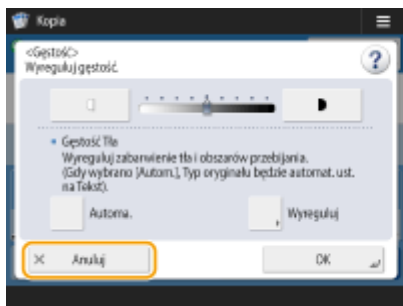 Kopia
<Gęstość>
Wyreguluj gęstość.
?
• Gęstość Tła
Wyreguluj zabarwienie tła i obszarów przebijania.
(Gdy wybrano [Autom.], Typ oryginału będzie automat. ust.
na Tekst).
Automa.
Wyreguluj
× Anuluj
OK